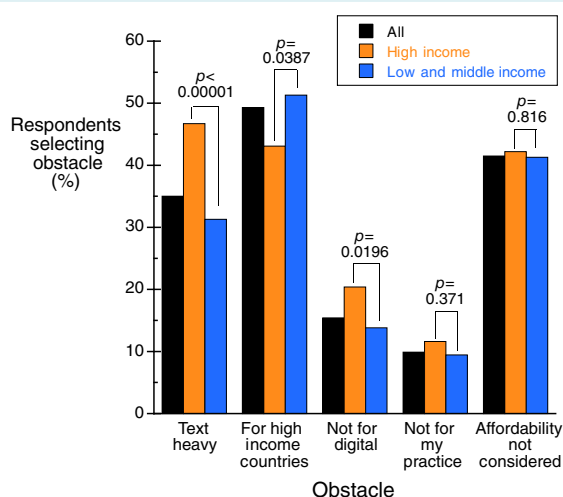 All
High income
Low and middle income
Respondents
selecting
obstacle
(%)
60
50
40
30
20
10
0
p<
0.00001
p=
0.0387
p=
0.0196
p=
0.371
p=
0.816
Text
heavy
For high
income
countries
Not for
digital
Not for
my
practice
Affordability
not
considered
Obstacle